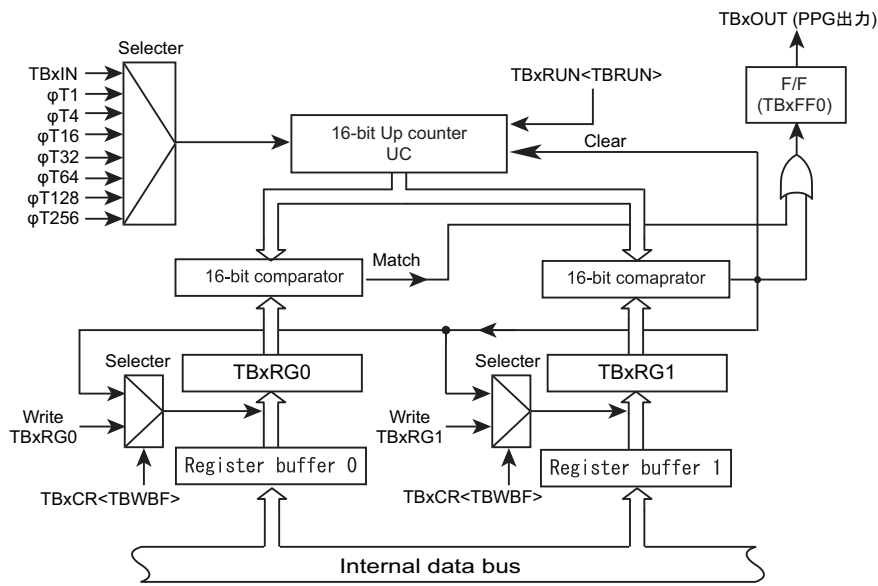 TBxOUT (PPG出力)
Selecter
TBxIN
φT1
φT4
φT16
φT32
φT64
φT128
φT256
TBxRUN<TBRUN>
F/F
(TBxFF0)
16-bit Up counter
UC
Clear
16-bit comparator
Match
16-bit comaprator
Selecter
TBxRG0
Selecter
TBxRG1
Write
TBxRG0
Write
TBxRG1
Register buffer 0
Register buffer 1
TBxCR<TBWBF>
TBxCR<TBWBF>
Internal data bus